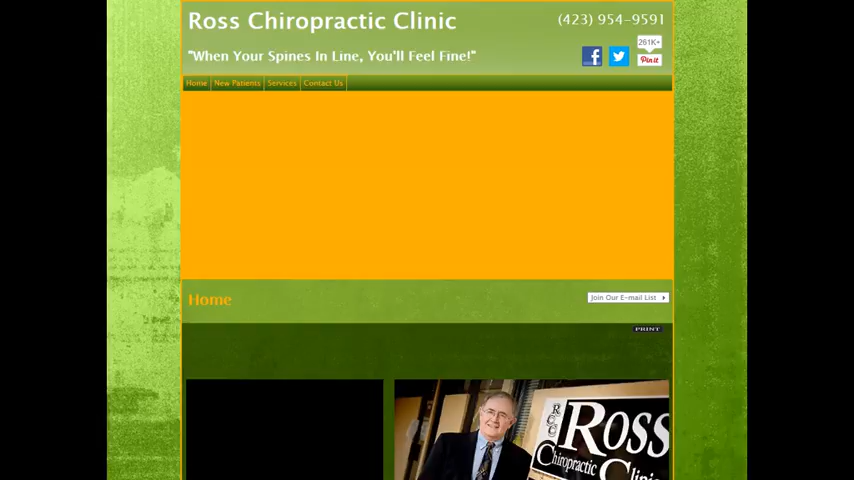 Ross Chiropractic Clinic
(423) 954-9591
"When Your Spines In Line, You'll Feel Fine!"
261K+
Pin it
Home New Patients Services Contact Us
Home
Join Our E-mail List
PRINT
RCC
Ross
Chiropractic Clinic